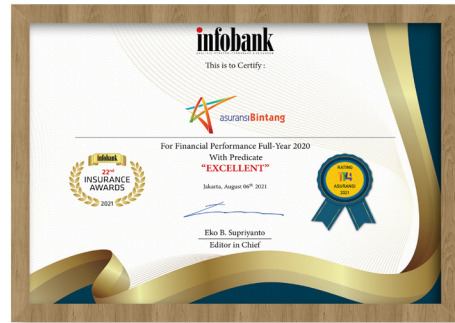 infobank
This is to Certify :
asuransiBintang
For Financial Performance Full-Year 2020
With Predicate
“EXCELLENT”
infobank
22nd
INSURANCE
AWARDS
2021
Jakarta, August 06th 2021
RATING
114
ASURANSI
2021
Eko B. Supriyanto
Editor in Chief